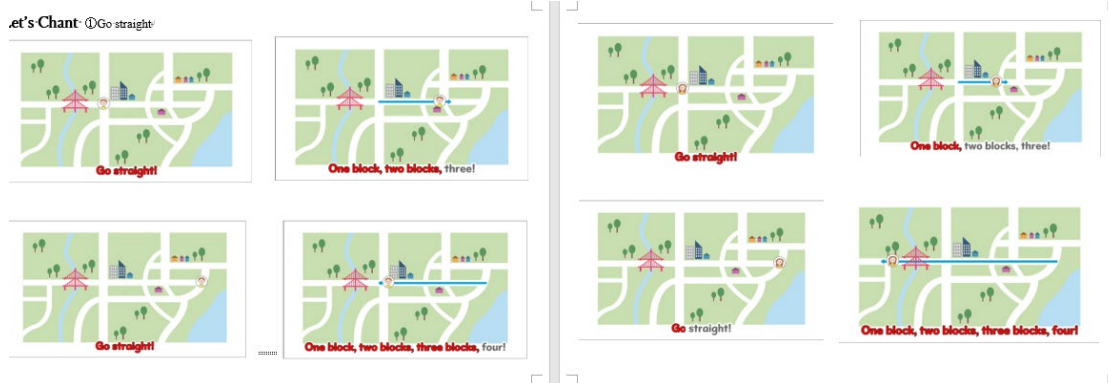 et's Chant ①Go straight
Go straight!
One block, two blocks, three!
Go straight!
One block, two blocks, three blocks, four!
Go straight!
One block, two blocks, three!
Go straight!
One block, two blocks, three blocks, four!